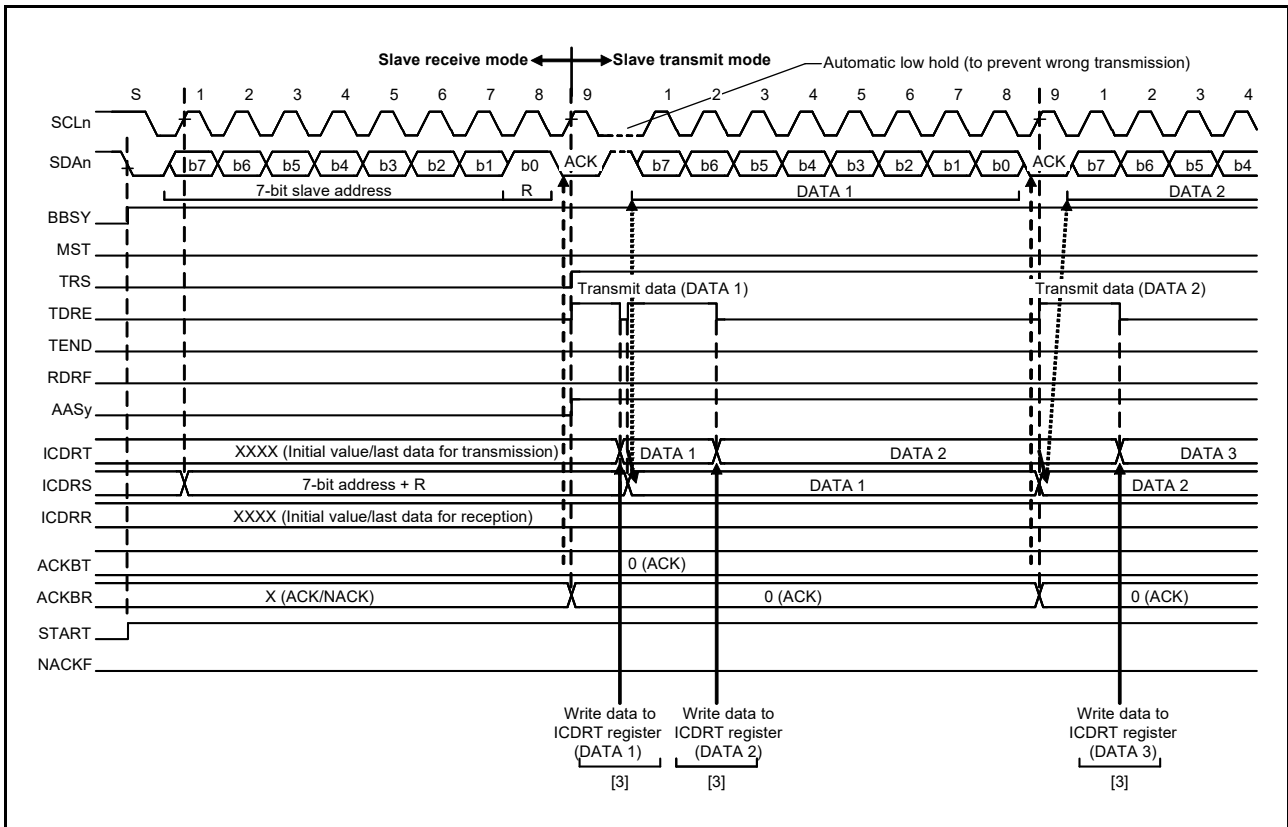 Slave receive mode Slave transmit mode
Automatic low hold (to prevent wrong transmission)
S 1 2 3 4 5 6 7 8 9 1 2 3 4 5 6 7 8 9 1 2 3 4
SCLn
SDAn b7 b6 b5 b4 b3 b2 b1 b0 ACK b7 b6 b5 b4 b3 b2 b1 b0 ACK b7 b6 b5 b4
7-bit slave address R DATA 1 DATA 2
BBSY
MST
TRS
Transmit data (DATA 1) Transmit data (DATA 2)
TDRE
TEND
RDRF
AASy
ICDRT XXXX (Initial value/last data for transmission) DATA 1 DATA 2 DATA 3
ICDRS 7-bit address + R DATA 1 DATA 2
ICDRR XXXX (Initial value/last data for reception)
ACKBT 0 (ACK)
ACKBR X (ACK/NACK) 0 (ACK) 0 (ACK)
START
NACKF
Write data to ICDRT register (DATA 1) [3]
Write data to ICDRT register (DATA 2) [3]
Write data to ICDRT register (DATA 3) [3]